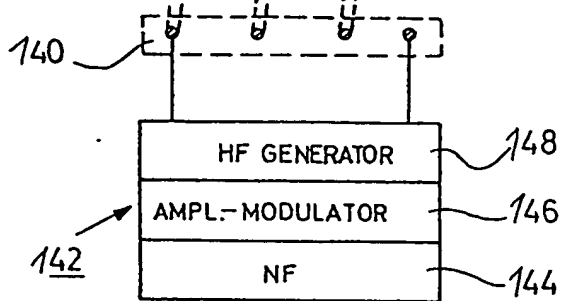 140
HF GENERATOR 148
AMPL.-MODULATOR 146
142
NF 144